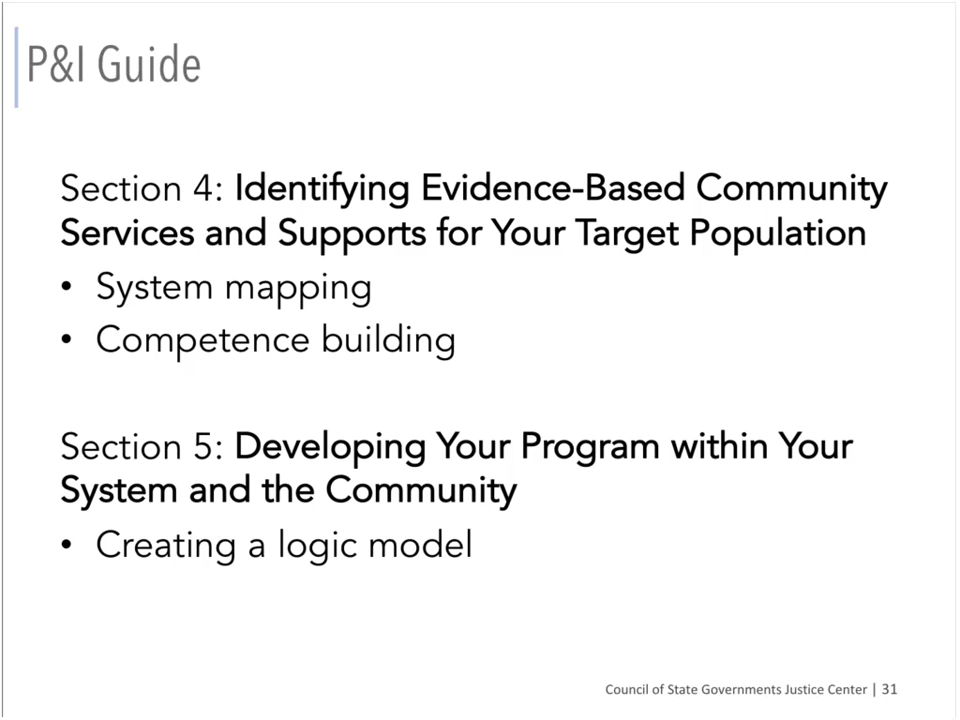 P&I Guide
Section 4: Identifying Evidence-Based Community
Services and Supports for Your Target Population
• System mapping
• Competence building
Section 5: Developing Your Program within Your
System and the Community
• Creating a logic model
Council of State Governments Justice Center | 31